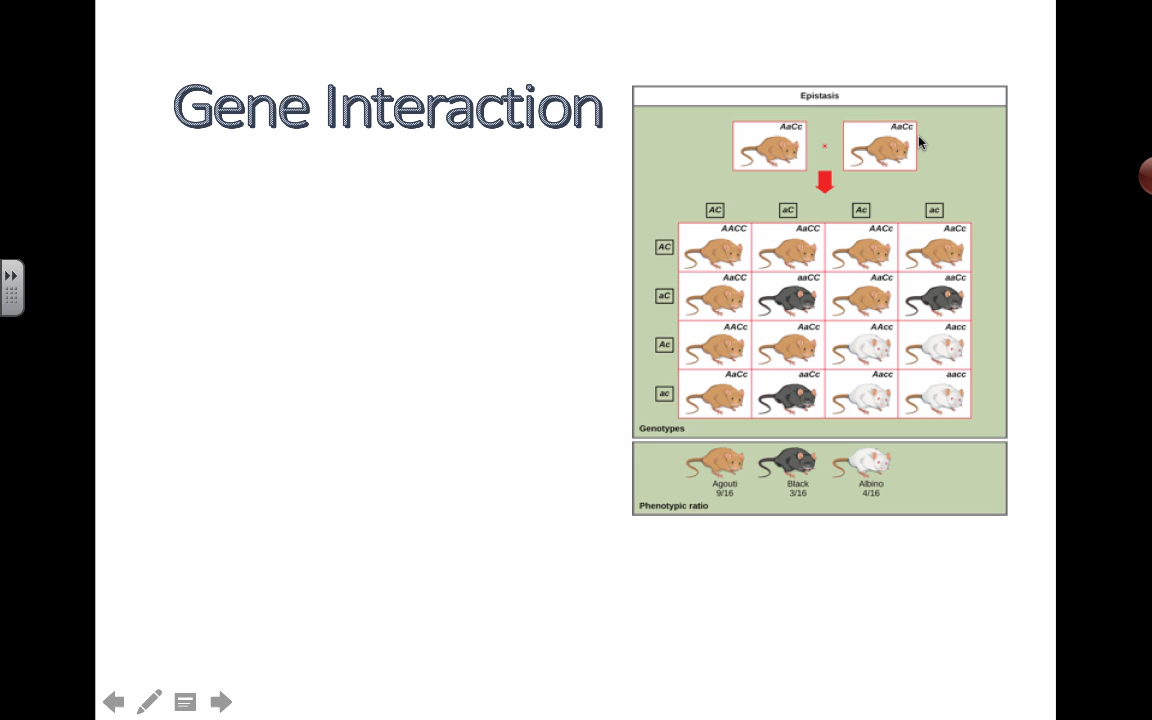 Gene Interaction
Epistasis
AaCc × AaCc
AC aC Ac ac
AC AACC AaCC AACc AaCc
aC AaCC aaCC AaCc aaCc
Ac AACc AaCc AAcc Aacc
ac AaCc aaCc Aacc aacc
Genotypes
Agouti Black Albino
9/16 3/16 4/16
Phenotypic ratio